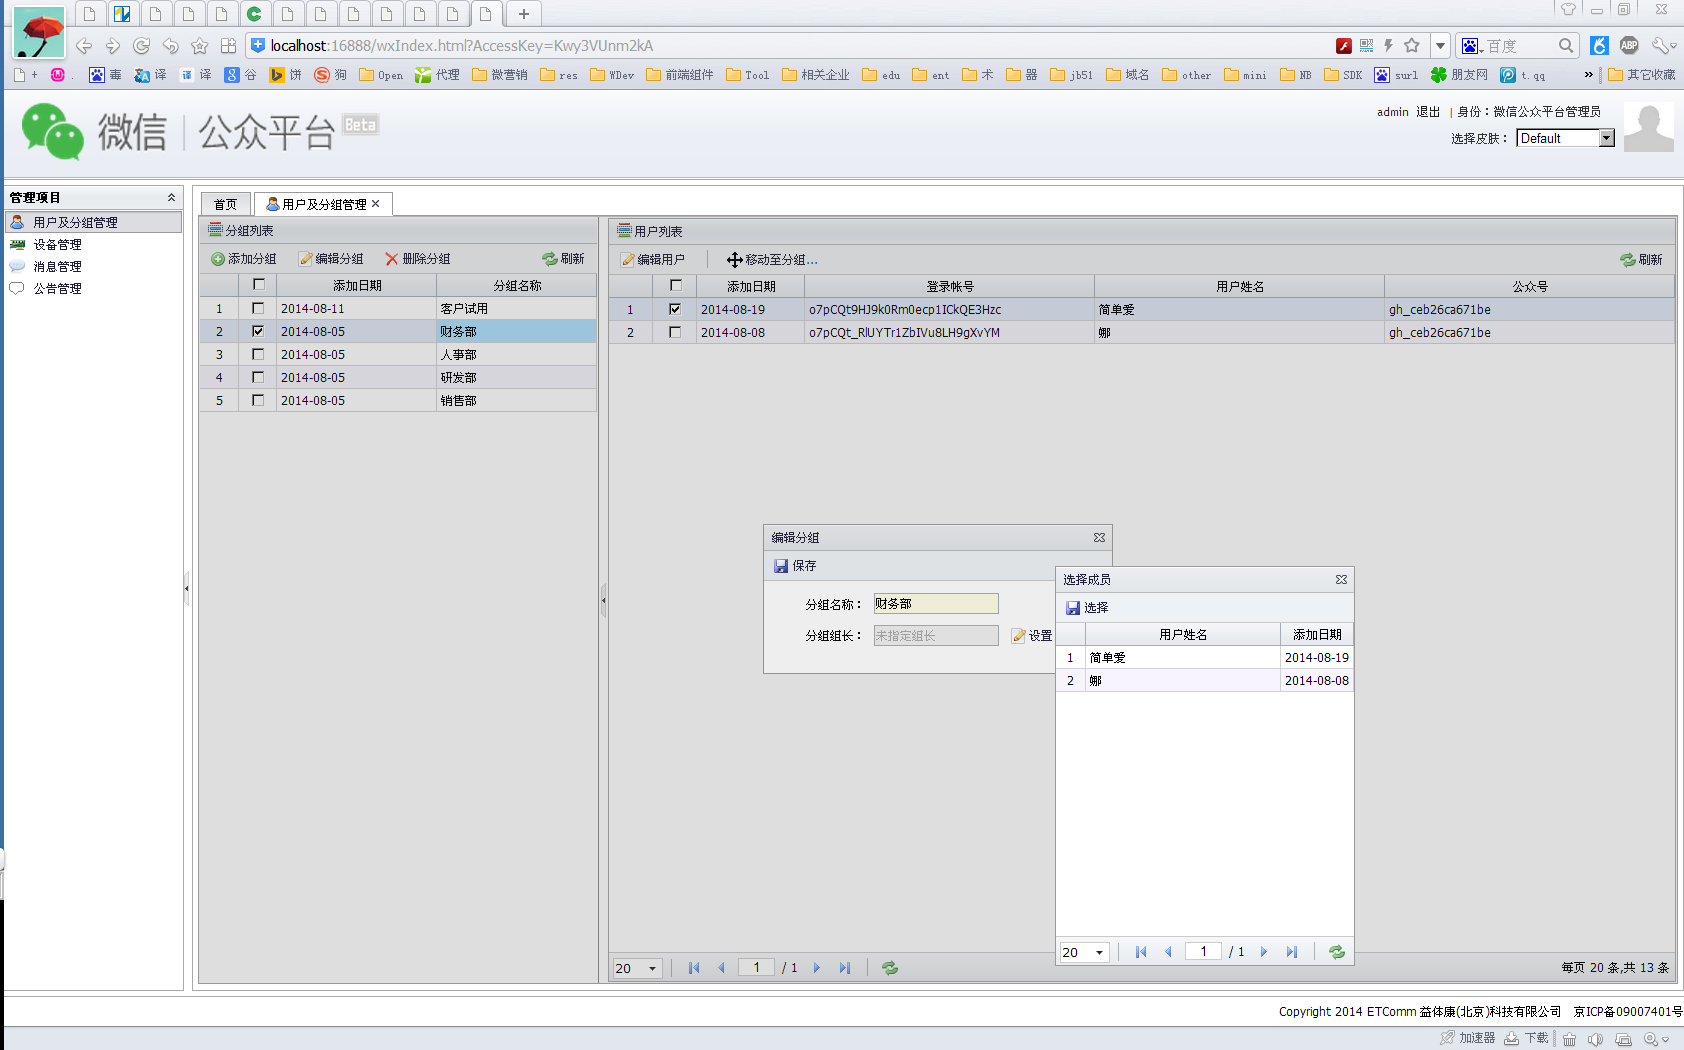 localhost:16888/wxIndex.html?AccessKey=Kwy3VUnm2kA
百度
ABP
+ . 毒 译 译 谷 饼 狗 Open 代理 微营销 res WDev 前端组件 Tool 相关企业 edu ent 术 器 jb51 域名 other mini NB SDK surl 朋友网 t.qq » 其它收藏
微信 公众平台 Beta
admin 退出 | 身份：微信公众平台管理员
选择皮肤： Default
管理项目
用户及分组管理
设备管理
消息管理
公告管理
首页 用户及分组管理
分组列表
添加分组 编辑分组 删除分组 刷新
添加日期 分组名称
1 2014-08-11 客户试用
2 2014-08-05 财务部
3 2014-08-05 人事部
4 2014-08-05 研发部
5 2014-08-05 销售部
用户列表
编辑用户 移动至分组... 刷新
添加日期 登录帐号 用户姓名 公众号
1 2014-08-19 o7pCQt9HJ9k0Rm0ecp1ICkQE3Hzc 简单爱 gh_ceb26ca671be
2 2014-08-08 o7pCQt_RlUYTr1ZbIVu8LH9gXvYM 娜 gh_ceb26ca671be
编辑分组
保存
分组名称： 财务部
分组组长： 未指定组长 设置
选择成员
选择
用户姓名 添加日期
1 简单爱 2014-08-19
2 娜 2014-08-08
20 1 / 1
20 1 / 1 每页 20 条,共 13 条
Copyright 2014 ETComm 益体康(北京)科技有限公司 京ICP备09007401号
加速器 下载